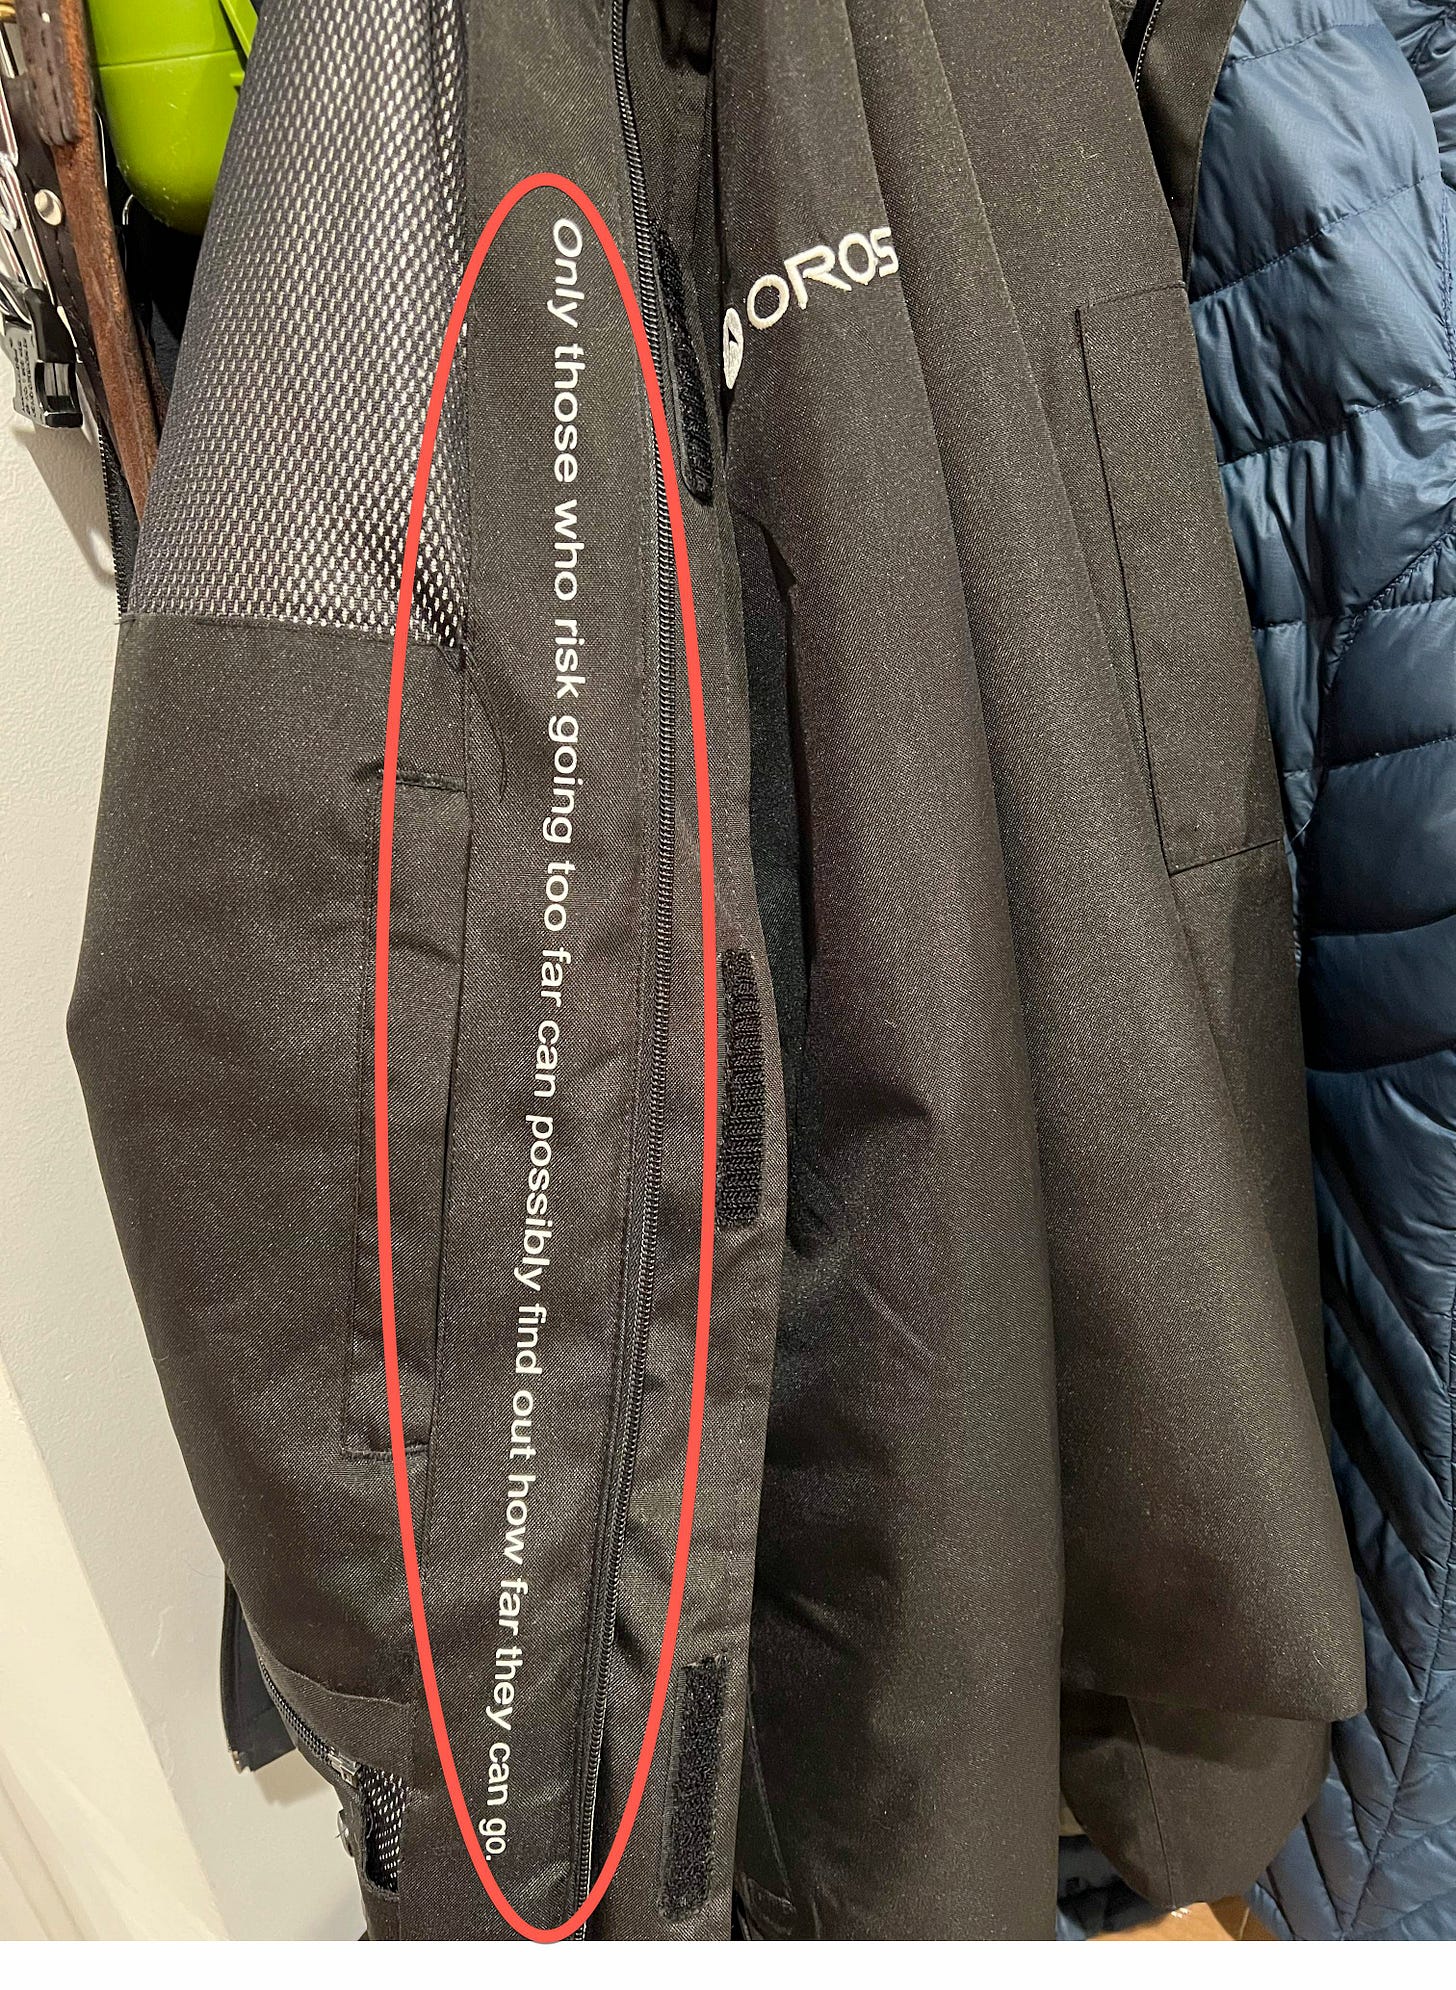 Only those who risk going too far can possibly find out how far they can go.
OROS